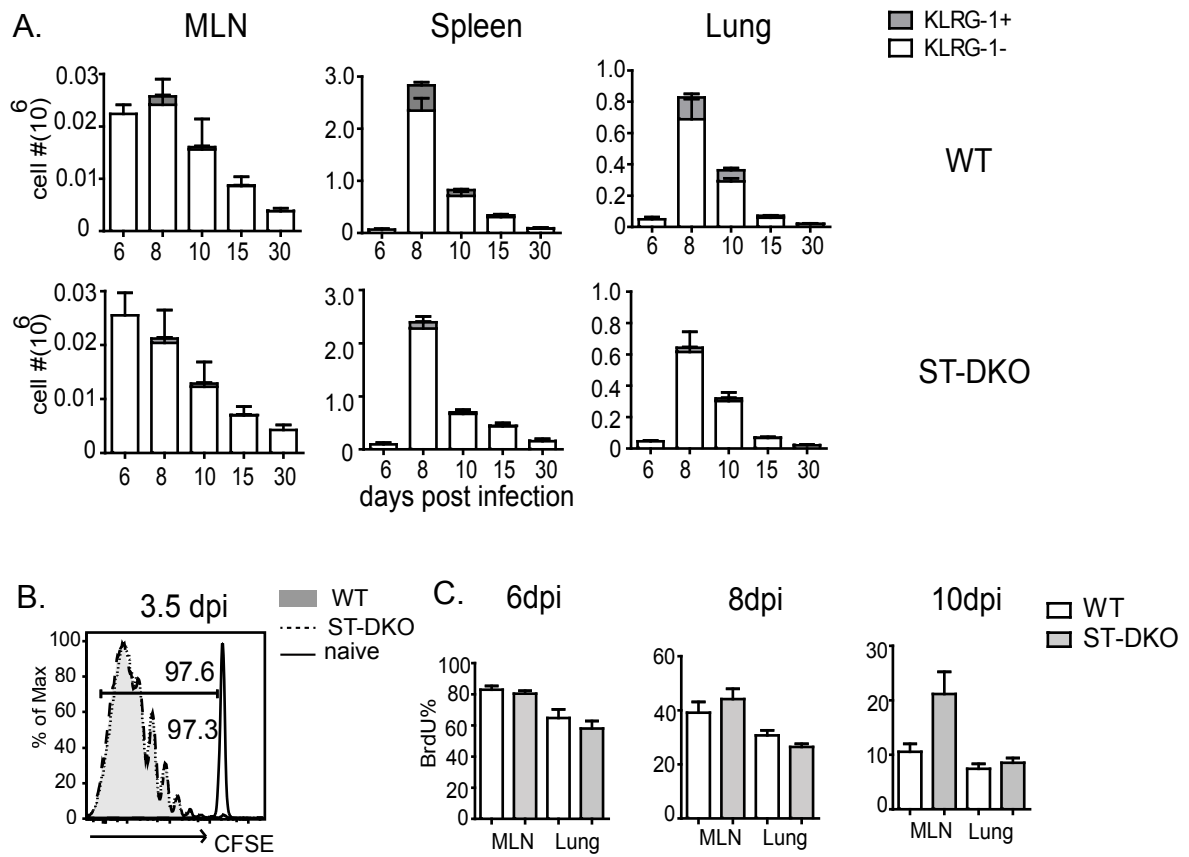 A.
MLN
Spleen
Lung
KLRG-1+
KLRG-1-
cell #(10^6
0.03
0.02
0.01
0
6 8 10 15 30
3.0
2.0
1.0
0
6 8 10 15 30
1.0
0.8
0.6
0.4
0.2
0
6 8 10 15 30
WT
cell #(10^6
0.03
0.02
0.01
0
6 8 10 15 30
3.0
2.0
1.0
0
6 8 10 15 30
1.0
0.8
0.6
0.4
0.2
0
6 8 10 15 30
ST-DKO
days post infection
B.
3.5 dpi
WT
ST-DKO
naive
% of Max
100
80
60
40
20
0
97.6
97.3
CFSE
C.
6dpi
8dpi
10dpi
WT
ST-DKO
BrdU%
100
80
60
40
20
0
MLN Lung
60
40
20
0
MLN Lung
30
20
10
0
MLN Lung